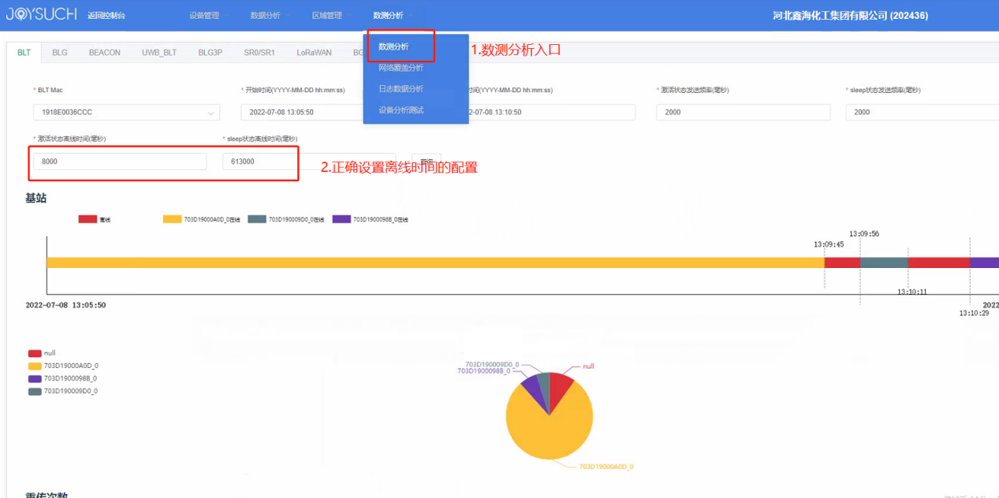 JOYSUCH 返回控制台 设备管理 数据分析 区域管理 数测分析 河北鑫海化工集团有限公司 (202436)
数测分析
1.数测分析入口
网络覆盖分析
日志数据分析
设备分析测试
BLT BLG BEACON UWB_BLT BLG3P SR0/SR1 LoRaWAN BG
* BLT Mac
* 开始时间(YYYY-MM-DD hh:mm:ss)
时间(YYYY-MM-DD hh:mm:ss)
* 激活状态发送频率(毫秒)
* sleep状态发送频率(毫秒)
1918E0036CCC
2022-07-08 13:05:50
2-07-08 13:10:50
2000
2000
* 激活状态离线时间(毫秒)
* sleep状态离线时间(毫秒)
8000
613000
2.正确设置离线时间的配置
查询
基站
离线 703D19000A0D_0在线 703D190009D0_0在线 703D1900098B_0在线
13:09:56
13:09:45
13:10:11
2022-07-08 13:05:50
2022
13:10:29
null
703D19000A0D_0
703D1900098B_0
703D190009D0_0
703D190009D0_0
703D1900098B_0
null
703D19000A0D_0
重传次数